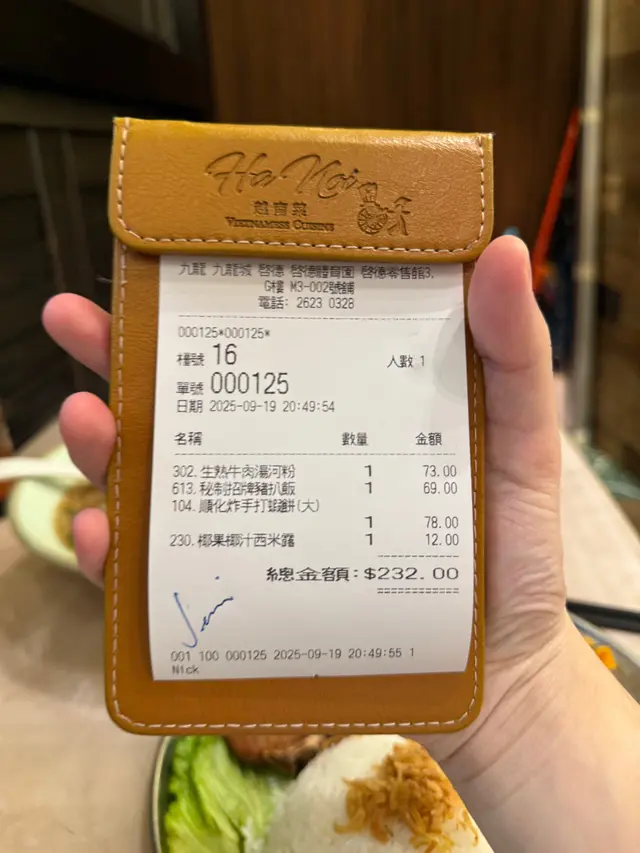 Ha Noi
越南菜
VIETNAMESE CUISINE
九龍 九龍城 啓德 啓德體育園 啓德零售館3,
G樓 M3-002號舖
電話: 2623 0328
000125*000125*
檯號 16 人數 1
單號 000125
日期 2025-09-19 20:49:54
名稱 數量 金額
302. 生熟牛肉湯河粉 1 73.00
613. 秘制招牌豬扒飯 1 69.00
104. 順化炸手打蝦餅(大)
1 78.00
230. 椰果椰汁西米露 1 12.00
總金額: $232.00
001 100 000125 2025-09-19 20:49:55 1
Nick